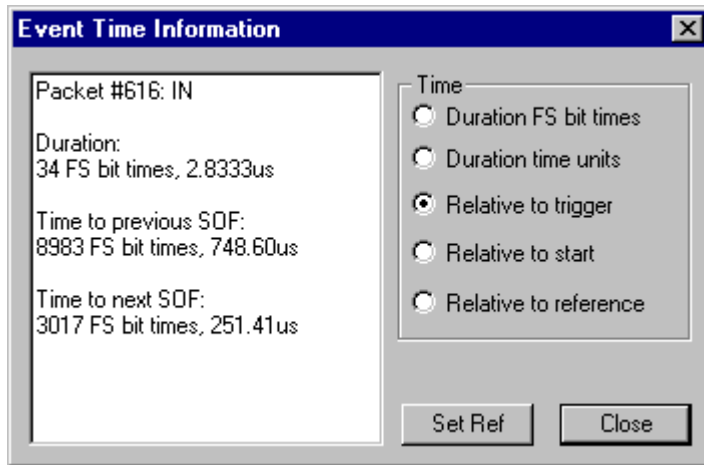 Event Time Information
Packet #616: IN
Duration:
34 FS bit times, 2.8333us
Time to previous SOF:
8983 FS bit times, 748.60us
Time to next SOF:
3017 FS bit times, 251.41us
Time
Duration FS bit times
Duration time units
Relative to trigger
Relative to start
Relative to reference
Set Ref
Close